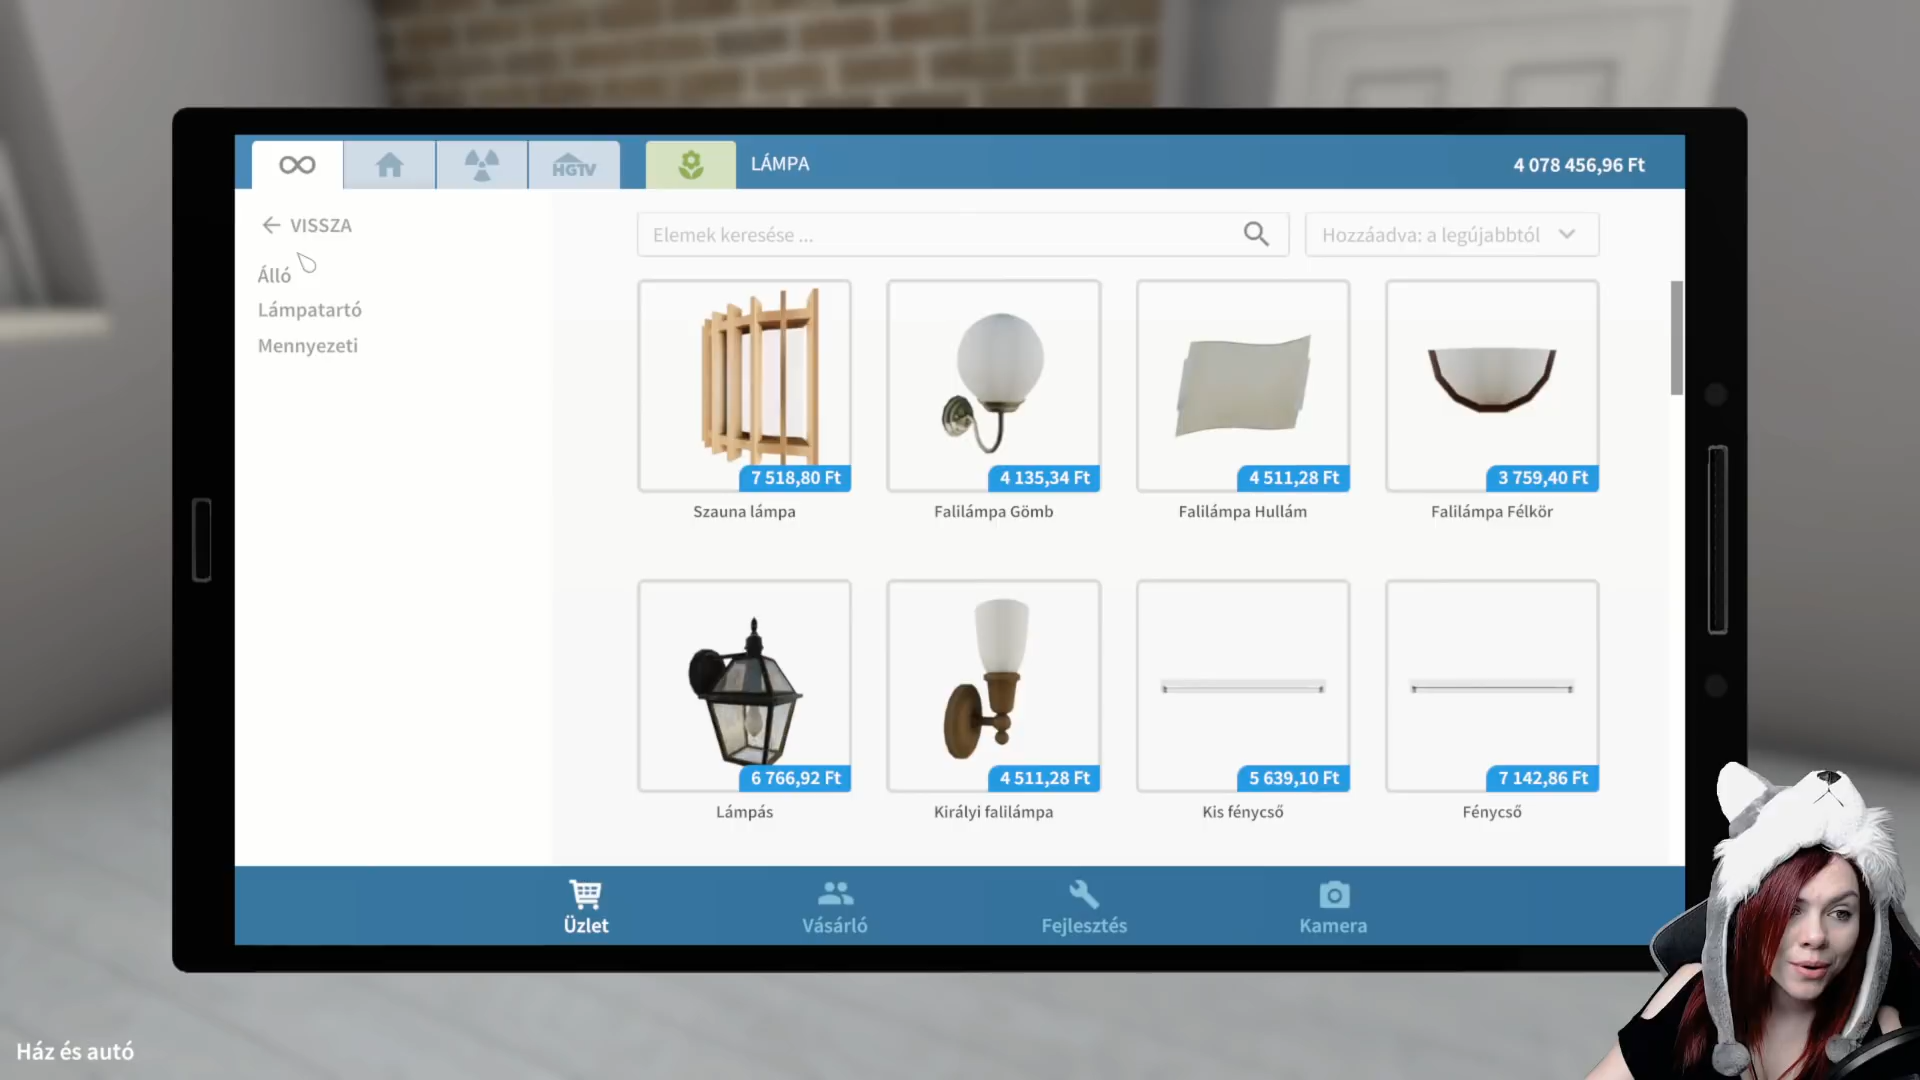 HGTV
LÁMPA
4 078 456,96 Ft
VISSZA
Álló
Lámpatartó
Mennyezeti
Elemek keresése ...
Hozzáadva: a legújabbtól
7 518,80 Ft
4 135,34 Ft
4 511,28 Ft
3 759,40 Ft
Szauna lámpa
Falilámpa Gömb
Falilámpa Hullám
Falilámpa Félkör
6 766,92 Ft
4 511,28 Ft
5 639,10 Ft
7 142,86 Ft
Lámpás
Királyi falilámpa
Kis fénycső
Fénycső
Üzlet
Vásárló
Fejlesztés
Kamera
Ház és autó